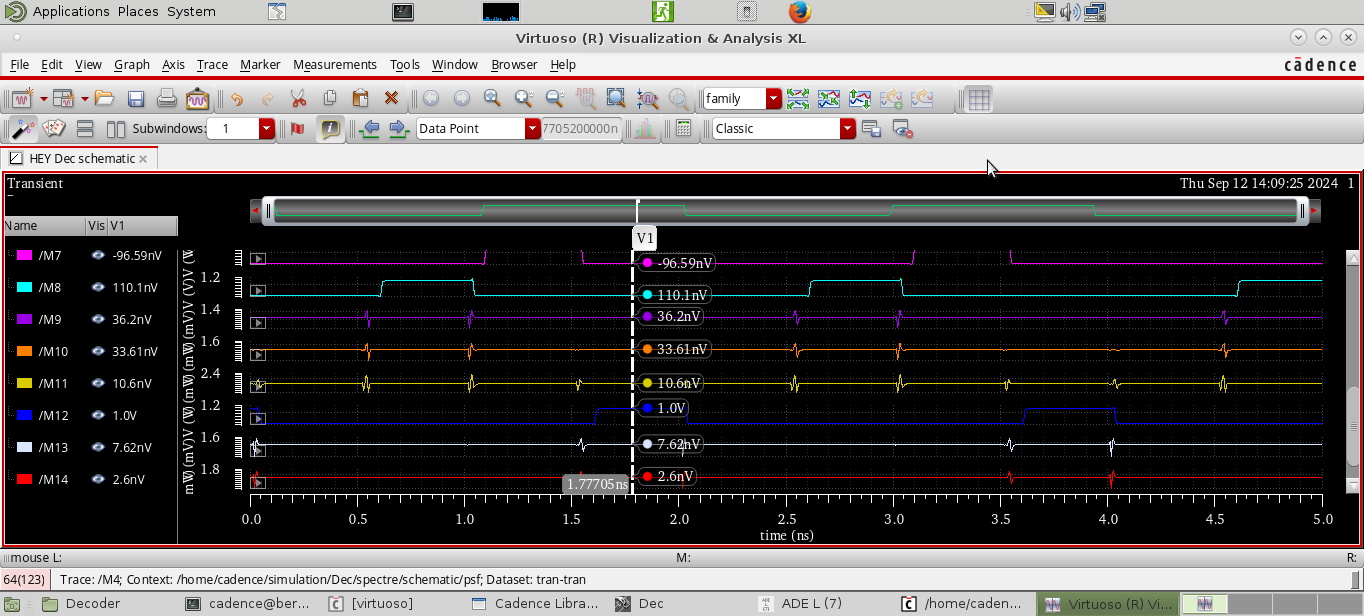 Applications Places System
Virtuoso (R) Visualization & Analysis XL
File Edit View Graph Axis Trace Marker Measurements Tools Window Browser Help
cādence
family
Subwindows: 1
Data Point
7705200000n
Classic
HEY Dec schematic
Transient
Thu Sep 12 14:09:25 2024 1
Name Vis V1
V1
/M7 -96.59nV
/M8 110.1nV
/M9 36.2nV
/M10 33.61nV
/M11 10.6nV
/M12 1.0V
/M13 7.62nV
/M14 2.6nV
1.2
1.4
1.6
2.4
1.2
1.6
1.8
-96.59nV
110.1nV
36.2nV
33.61nV
10.6nV
1.0V
7.62nV
2.6nV
1.77705ns
0.0 0.5 1.0 1.5 2.0 2.5 3.0 3.5 4.0 4.5 5.0
time (ns)
mouse L: M: R:
64(123) Trace: /M4; Context: /home/cadence/simulation/Dec/spectre/schematic/psf; Dataset: tran-tran
Decoder cadence@ber... [virtuoso] Cadence Libra... Dec ADE L (7) /home/caden... Virtuoso (R) Vi...